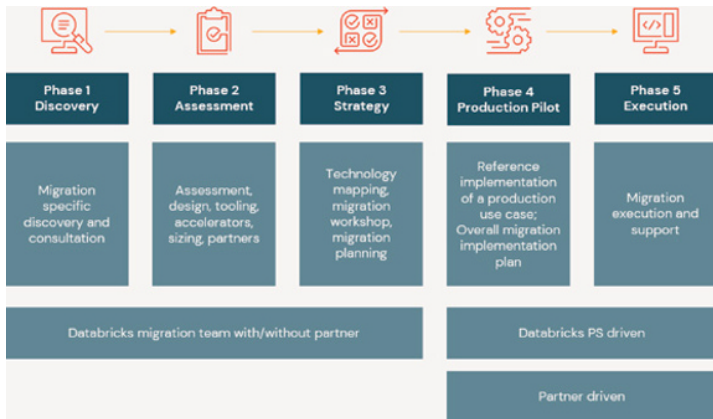 Phase 1
Discovery
Phase 2
Assessment
Phase 3
Strategy
Phase 4
Production Pilot
Phase 5
Execution
Migration
specific
discovery and
consultation
Assessment,
design, tooling,
accelerators,
sizing, partners
Technology
mapping,
migration
workshop,
migration
planning
Reference
implementation
of a production
use case;
Overall migration
implementation
plan
Migration
execution and
support
Databricks migration team with/without partner
Databricks PS driven
Partner driven